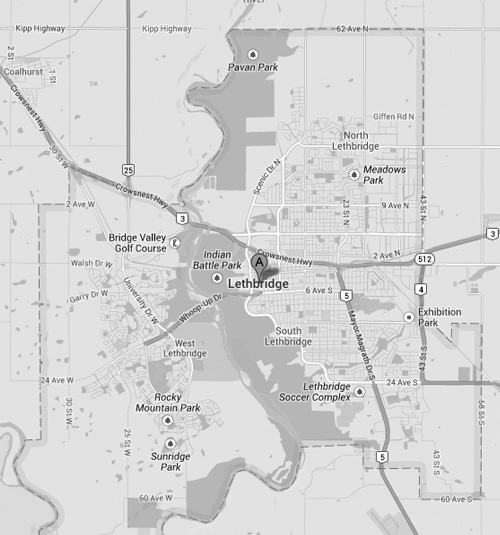 River
Kipp Highway
Kipp Highway
62 Ave N
2 St
Coalhurst
7 St
Pavan Park
Crowsnest Hwy
Giffen Rd N
North
Lethbridge
30 St W
25
Scenic Dr N
Meadows
Park
Crowsnest Hwy
43 St N
2 Ave W
3
23 St N
9 Ave N
3
Bridge Valley
Golf Course
Crowsnest Hwy
2 Ave N
512
Indian
Battle Park
A
Walsh Dr W
Lethbridge
6 Ave S
5
4
Garry Dr W
University Dr W
Whoop-Up Dr
Exhibition
Park
South
Lethbridge
Mayor Magrath Dr S
West
Lethbridge
43 St S
24 Ave W
Lethbridge
Soccer Complex
24 Ave S
30 St W
Rocky
Mountain Park
58 St S
25 St W
Sunridge
Park
5
43 St S
60 Ave W
60 Ave S